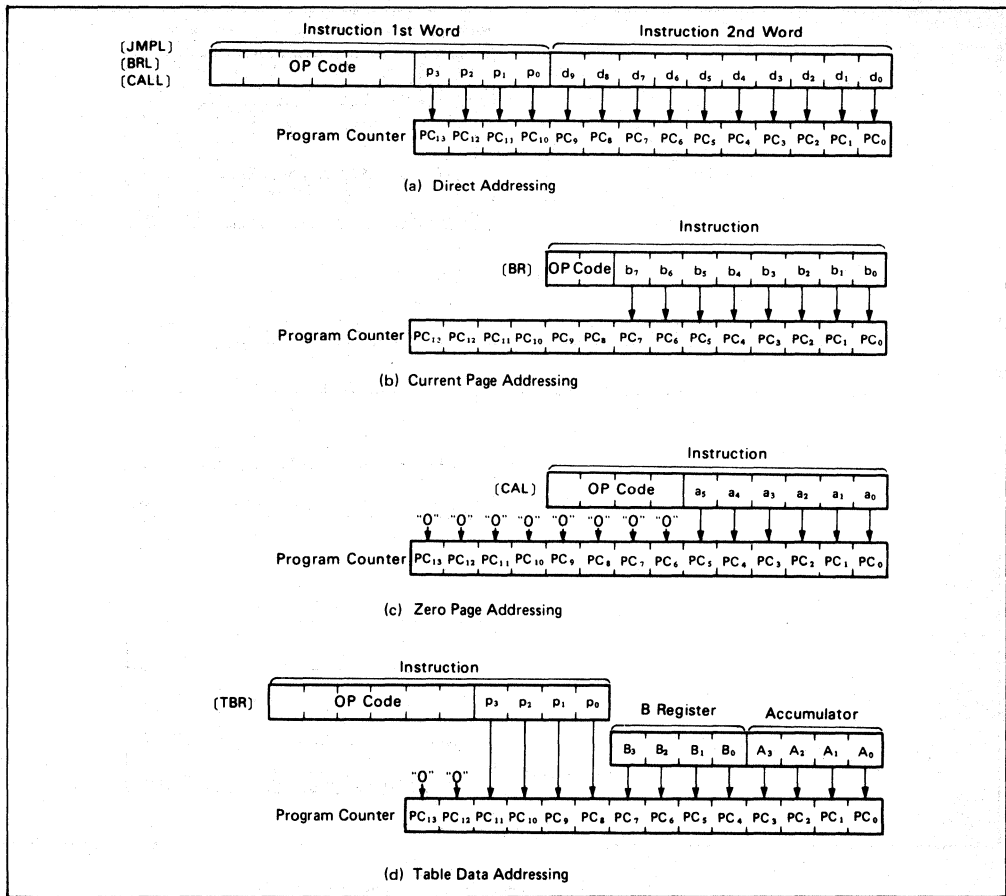 Instruction 1st Word Instruction 2nd Word
(JMPL)
(BRL)
(CALL)
OP Code p₃ p₂ p₁ p₀ d₉ d₈ d₇ d₆ d₅ d₄ d₃ d₂ d₁ d₀
Program Counter PC₁₃ PC₁₂ PC₁₁ PC₁₀ PC₉ PC₈ PC₇ PC₆ PC₅ PC₄ PC₃ PC₂ PC₁ PC₀
(a) Direct Addressing
Instruction
(BR) OP Code b₇ b₆ b₅ b₄ b₃ b₂ b₁ b₀
Program Counter PC₁₃ PC₁₂ PC₁₁ PC₁₀ PC₉ PC₈ PC₇ PC₆ PC₅ PC₄ PC₃ PC₂ PC₁ PC₀
(b) Current Page Addressing
Instruction
(CAL) OP Code a₅ a₄ a₃ a₂ a₁ a₀
"0" "0" "0" "0" "0" "0" "0" "0"
Program Counter PC₁₃ PC₁₂ PC₁₁ PC₁₀ PC₉ PC₈ PC₇ PC₆ PC₅ PC₄ PC₃ PC₂ PC₁ PC₀
(c) Zero Page Addressing
Instruction
(TBR) OP Code p₃ p₂ p₁ p₀
B Register Accumulator
B₃ B₂ B₁ B₀ A₃ A₂ A₁ A₀
"0" "0"
Program Counter PC₁₃ PC₁₂ PC₁₁ PC₁₀ PC₉ PC₈ PC₇ PC₆ PC₅ PC₄ PC₃ PC₂ PC₁ PC₀
(d) Table Data Addressing